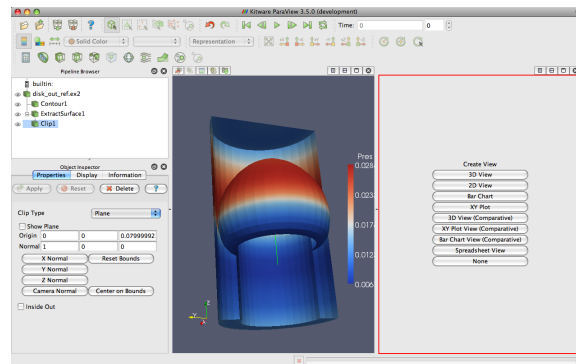 Kitware ParaView 3.5.0 (development)
Time: 0 0
Solid Color Representation
Pipeline Browser
builtin:
disk_out_ref.ex2
Contour1
ExtractSurface1
Clip1
Object Inspector
Properties Display Information
Apply Reset Delete ?
Clip Type Plane
Show Plane
Origin 0 0 0.07999992
Normal 1 0 0
X Normal Reset Bounds
Y Normal
Z Normal
Camera Normal Center on Bounds
Inside Out
Pres
0.028
0.023
0.017
0.012
0.006
Z
Y
Create View
3D View
2D View
Bar Chart
XY Plot
3D View (Comparative)
XY Plot View (Comparative)
Bar Chart View (Comparative)
Spreadsheet View
None